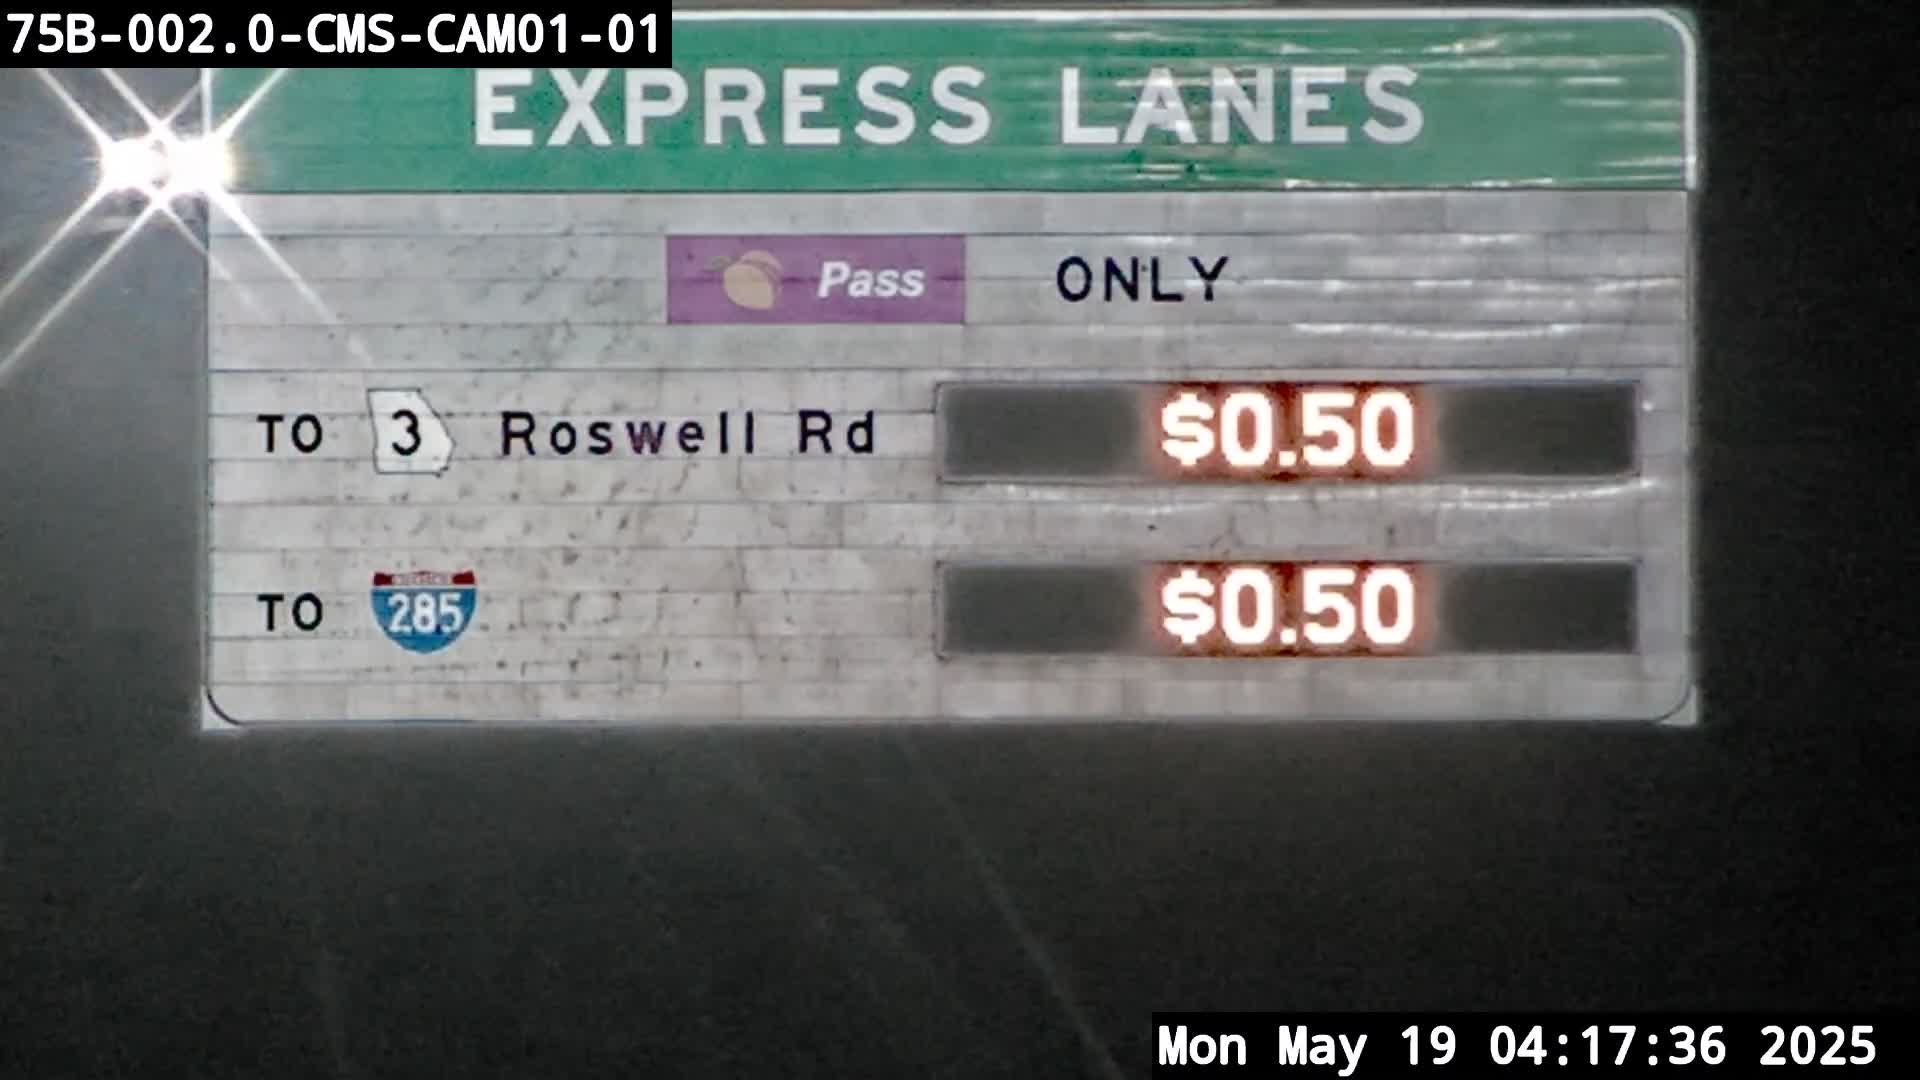 75B-002.0-CMS-CAM01-01
EXPRESS LANES
Pass ONLY
TO 3 Roswell Rd $0.50
TO 285 $0.50
Mon May 19 04:17:36 2025